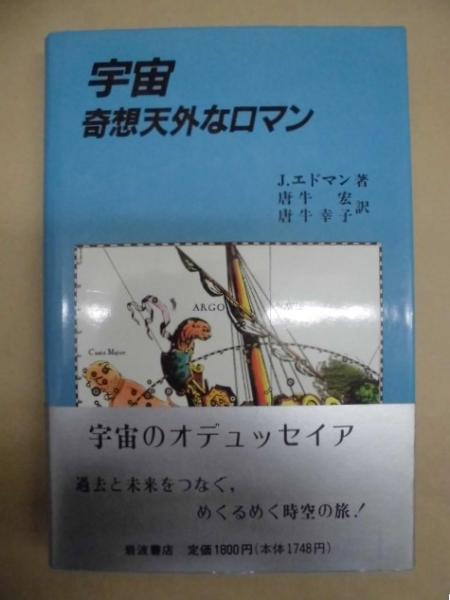 宇宙
奇想天外なロマン
J.エドマン著
唐牛 宏
唐牛幸子訳
ARGO
Canis Major
宇宙のオデュッセイア
過去と未来をつなぐ,
めくるめく時空の旅!
岩波書店 定価1800円(本体1748円)